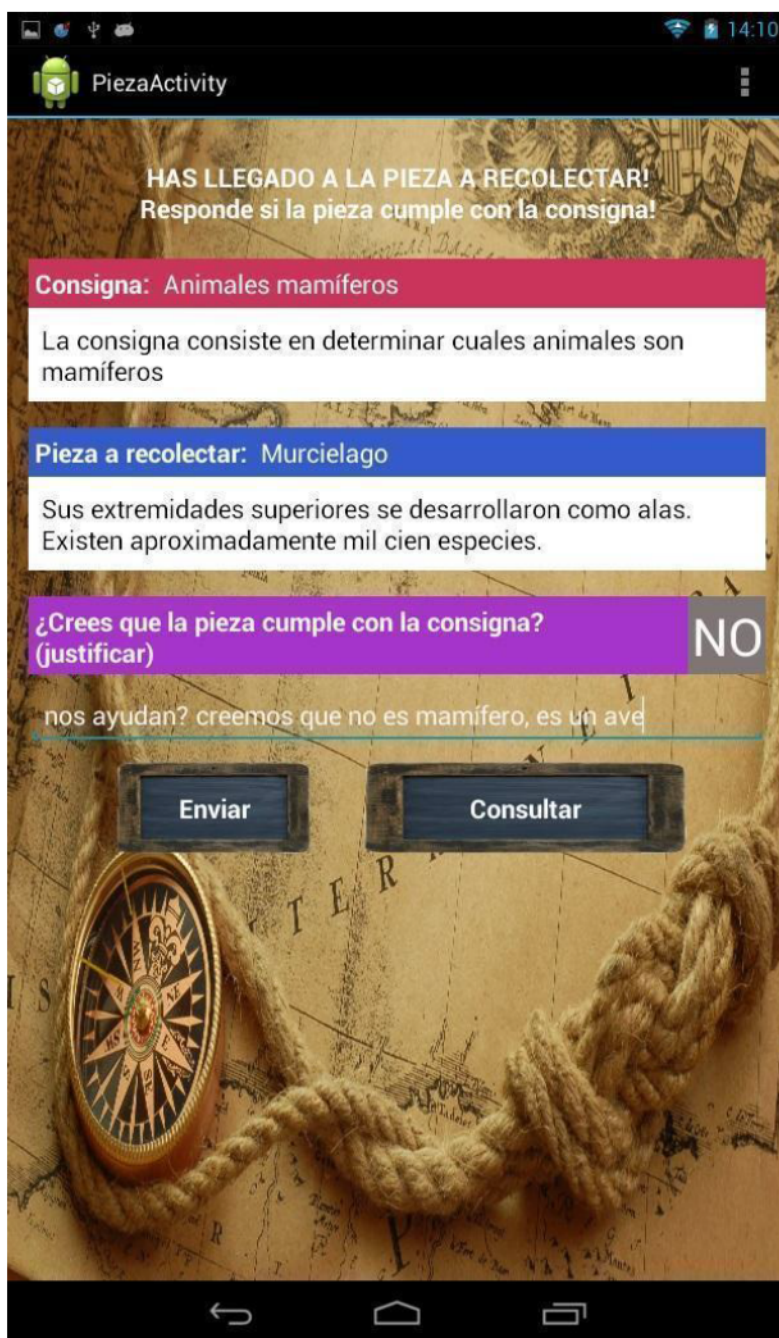 14:10
PiezaActivity
HAS LLEGADO A LA PIEZA A RECOLECTAR!
Responde si la pieza cumple con la consigna!
Consigna: Animales mamíferos
La consigna consiste en determinar cuales animales son
mamíferos
Pieza a recolectar: Murcielago
Sus extremidades superiores se desarrollaron como alas.
Existen aproximadamente mil cien especies.
¿Crees que la pieza cumple con la consigna?
(justificar)
NO
nos ayudan? creemos que no es mamífero, es un ave
Enviar
Consultar